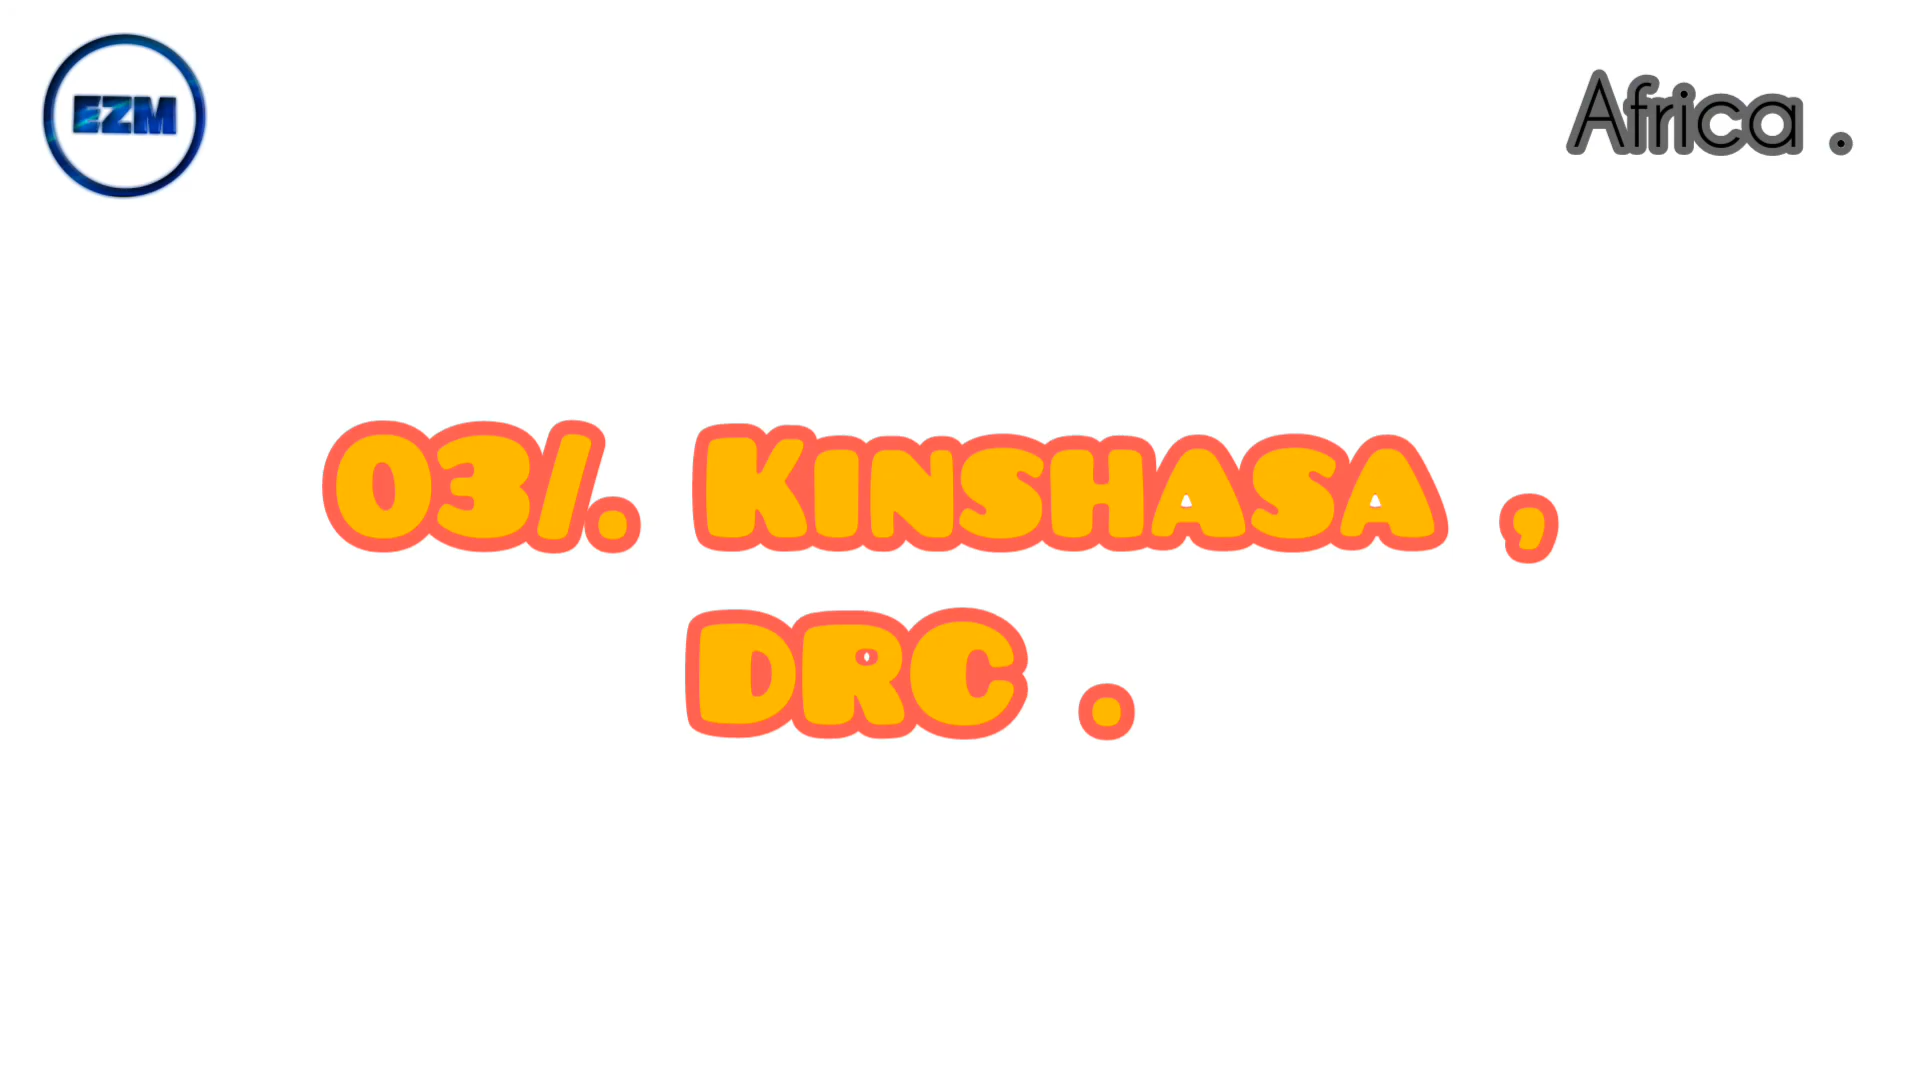 EZM
Africa .
03/. Kinshasa ,
DRC .